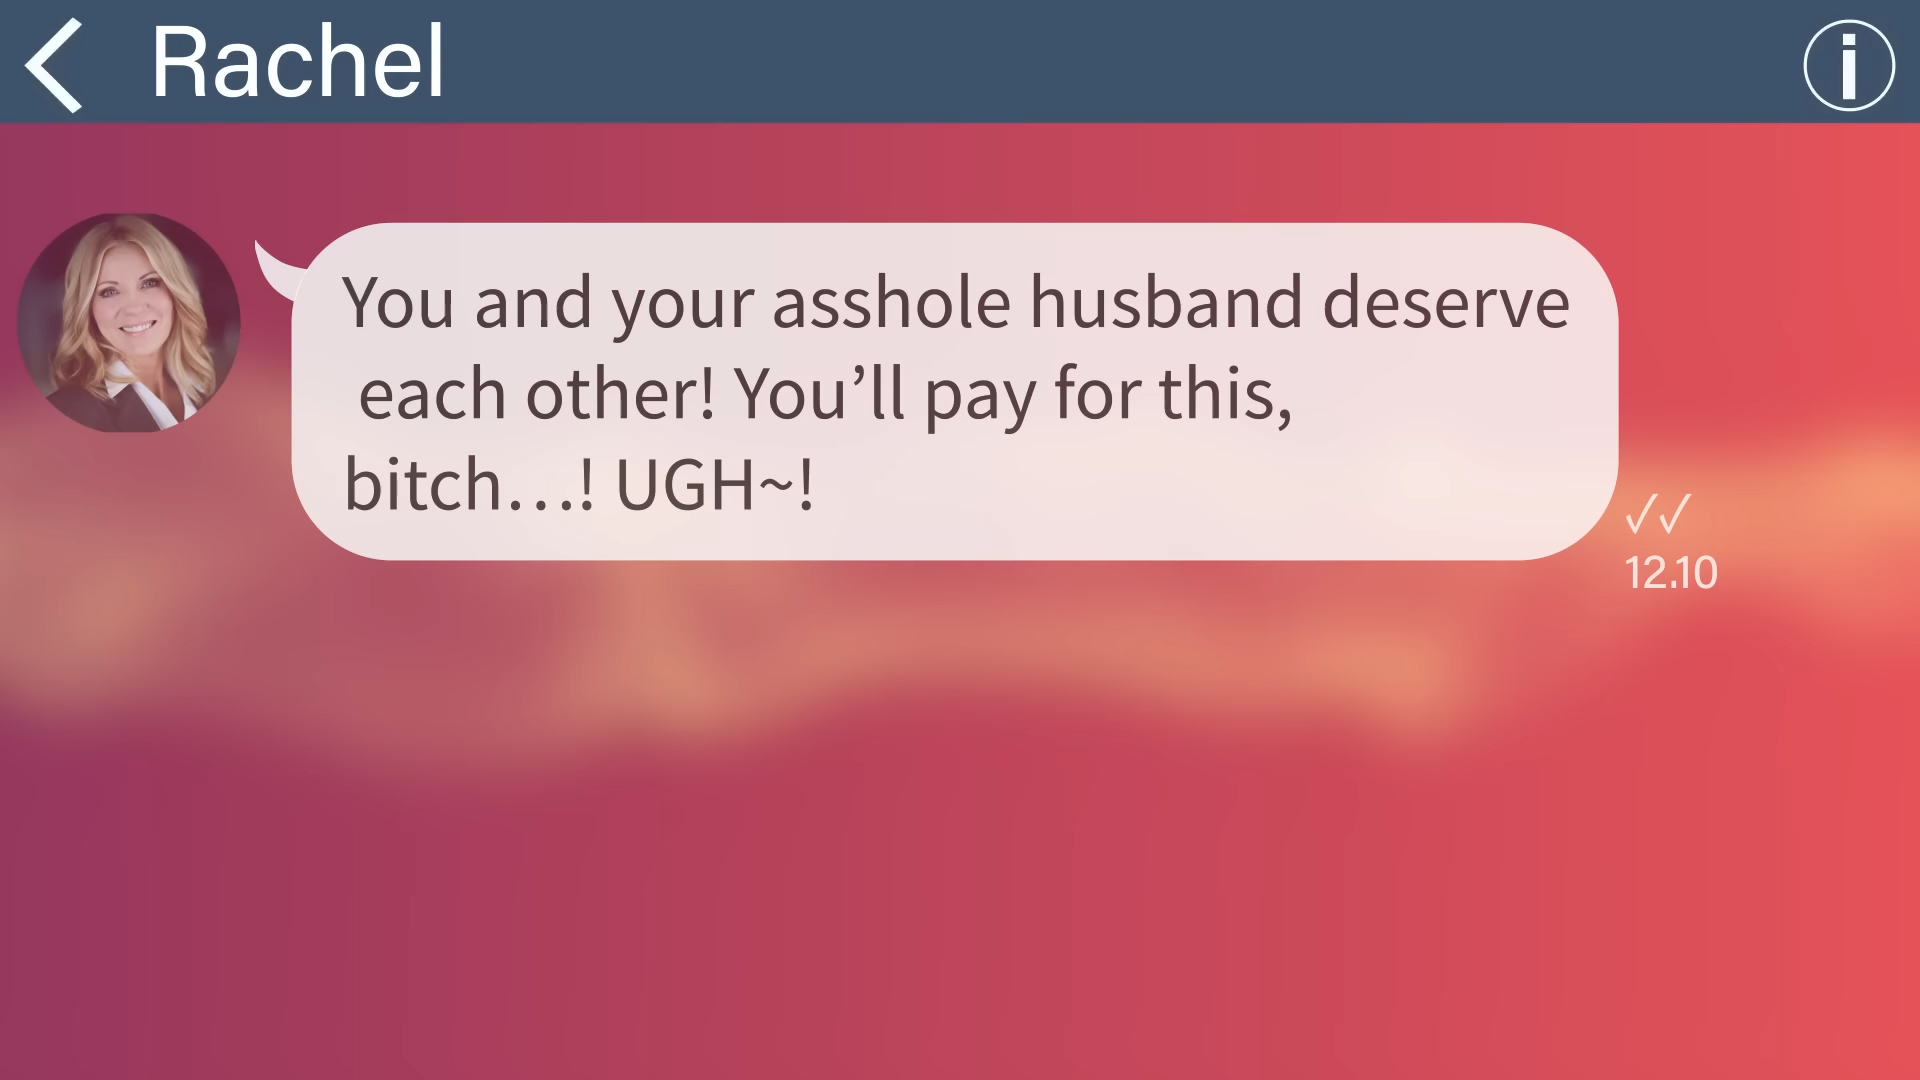 Rachel
You and your asshole husband deserve
each other! You’ll pay for this,
bitch…! UGH~!
✓✓
12.10